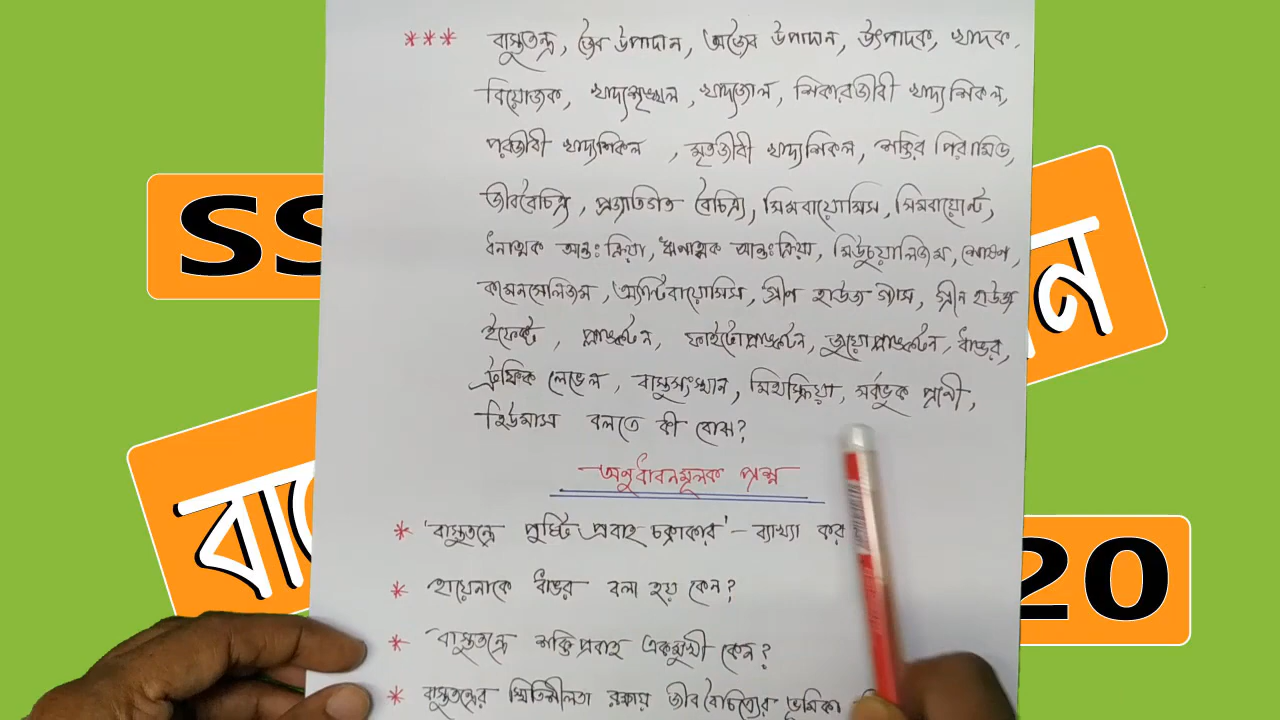 *** বাস্তুতন্ত্র, জৈব উপাদান, অজৈব উপাদান, উৎপাদক, খাদক,
বিয়োজক, খাদ্যশৃঙ্খল, খাদ্যজাল, শিকারজীবী খাদ্য শিকল,
পরজীবী খাদ্যশিকল, মৃতজীবী খাদ্যশিকল, শক্তির পিরামিড,
জীববৈচিত্র্য, প্রজাতিগত বৈচিত্র্য, সিমবায়োসিস, সিমবায়োন্ট,
ধনাত্মক আন্তঃক্রিয়া, ঋণাত্মক আন্তঃক্রিয়া, মিউচুয়ালিজম, শোষণ,
কমেনসেলিজম, অ্যান্টিবায়োসিস, গ্রীণ হাউজ গ্যাস, গ্রীন হাউজ
ইফেক্ট, প্লাঙ্কটন, ফাইটোপ্লাঙ্কটন, জুয়োপ্লাঙ্কটন, ধাঙর,
ট্রফিক লেভেল, বাস্তুসংস্থান, মিথস্ক্রিয়া, সর্বভুক প্রাণী,
হিউমাস বলতে কী বোঝ?
অনুধাবনমূলক প্রশ্ন
* 'বাস্তুতন্ত্রে পুষ্টি প্রবাহ চক্রাকার' – ব্যাখ্যা কর
* হায়েনাকে ধাঙর বলা হয় কেন?
* বাস্তুতন্ত্রে শক্তি প্রবাহ একমুখী কেন?
* বাস্তুতন্ত্রের স্থিতিশীলতা রক্ষায় জীব বৈচিত্র্যের ভূমিকা
SS
ন
বা
20